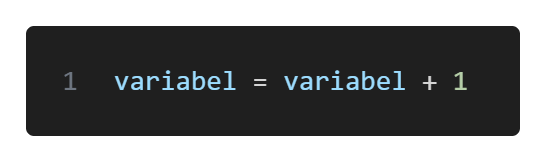 1 variabel = variabel + 1